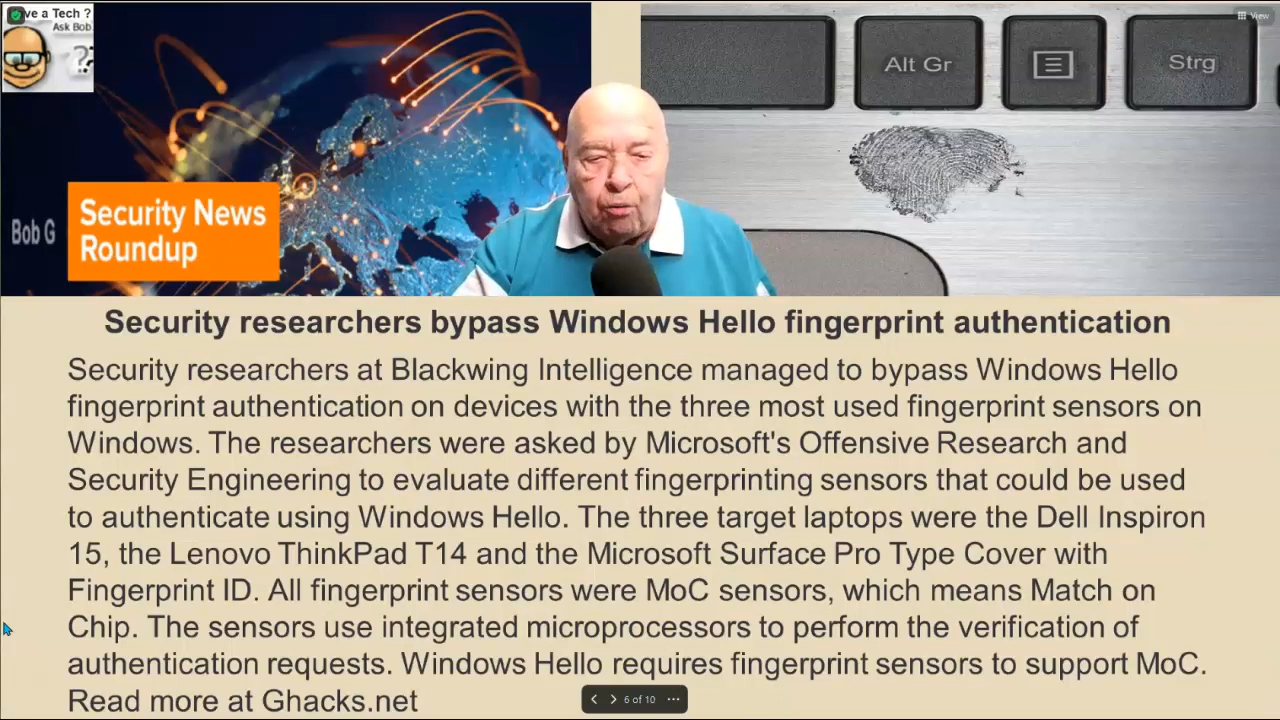 ve a Tech ?
Ask Bob
??
View
Alt Gr
Strg
Bob G
Security News
Roundup
Security researchers bypass Windows Hello fingerprint authentication
Security researchers at Blackwing Intelligence managed to bypass Windows Hello
fingerprint authentication on devices with the three most used fingerprint sensors on
Windows. The researchers were asked by Microsoft's Offensive Research and
Security Engineering to evaluate different fingerprinting sensors that could be used
to authenticate using Windows Hello. The three target laptops were the Dell Inspiron
15, the Lenovo ThinkPad T14 and the Microsoft Surface Pro Type Cover with
Fingerprint ID. All fingerprint sensors were MoC sensors, which means Match on
Chip. The sensors use integrated microprocessors to perform the verification of
authentication requests. Windows Hello requires fingerprint sensors to support MoC.
Read more at Ghacks.net
6 of 10